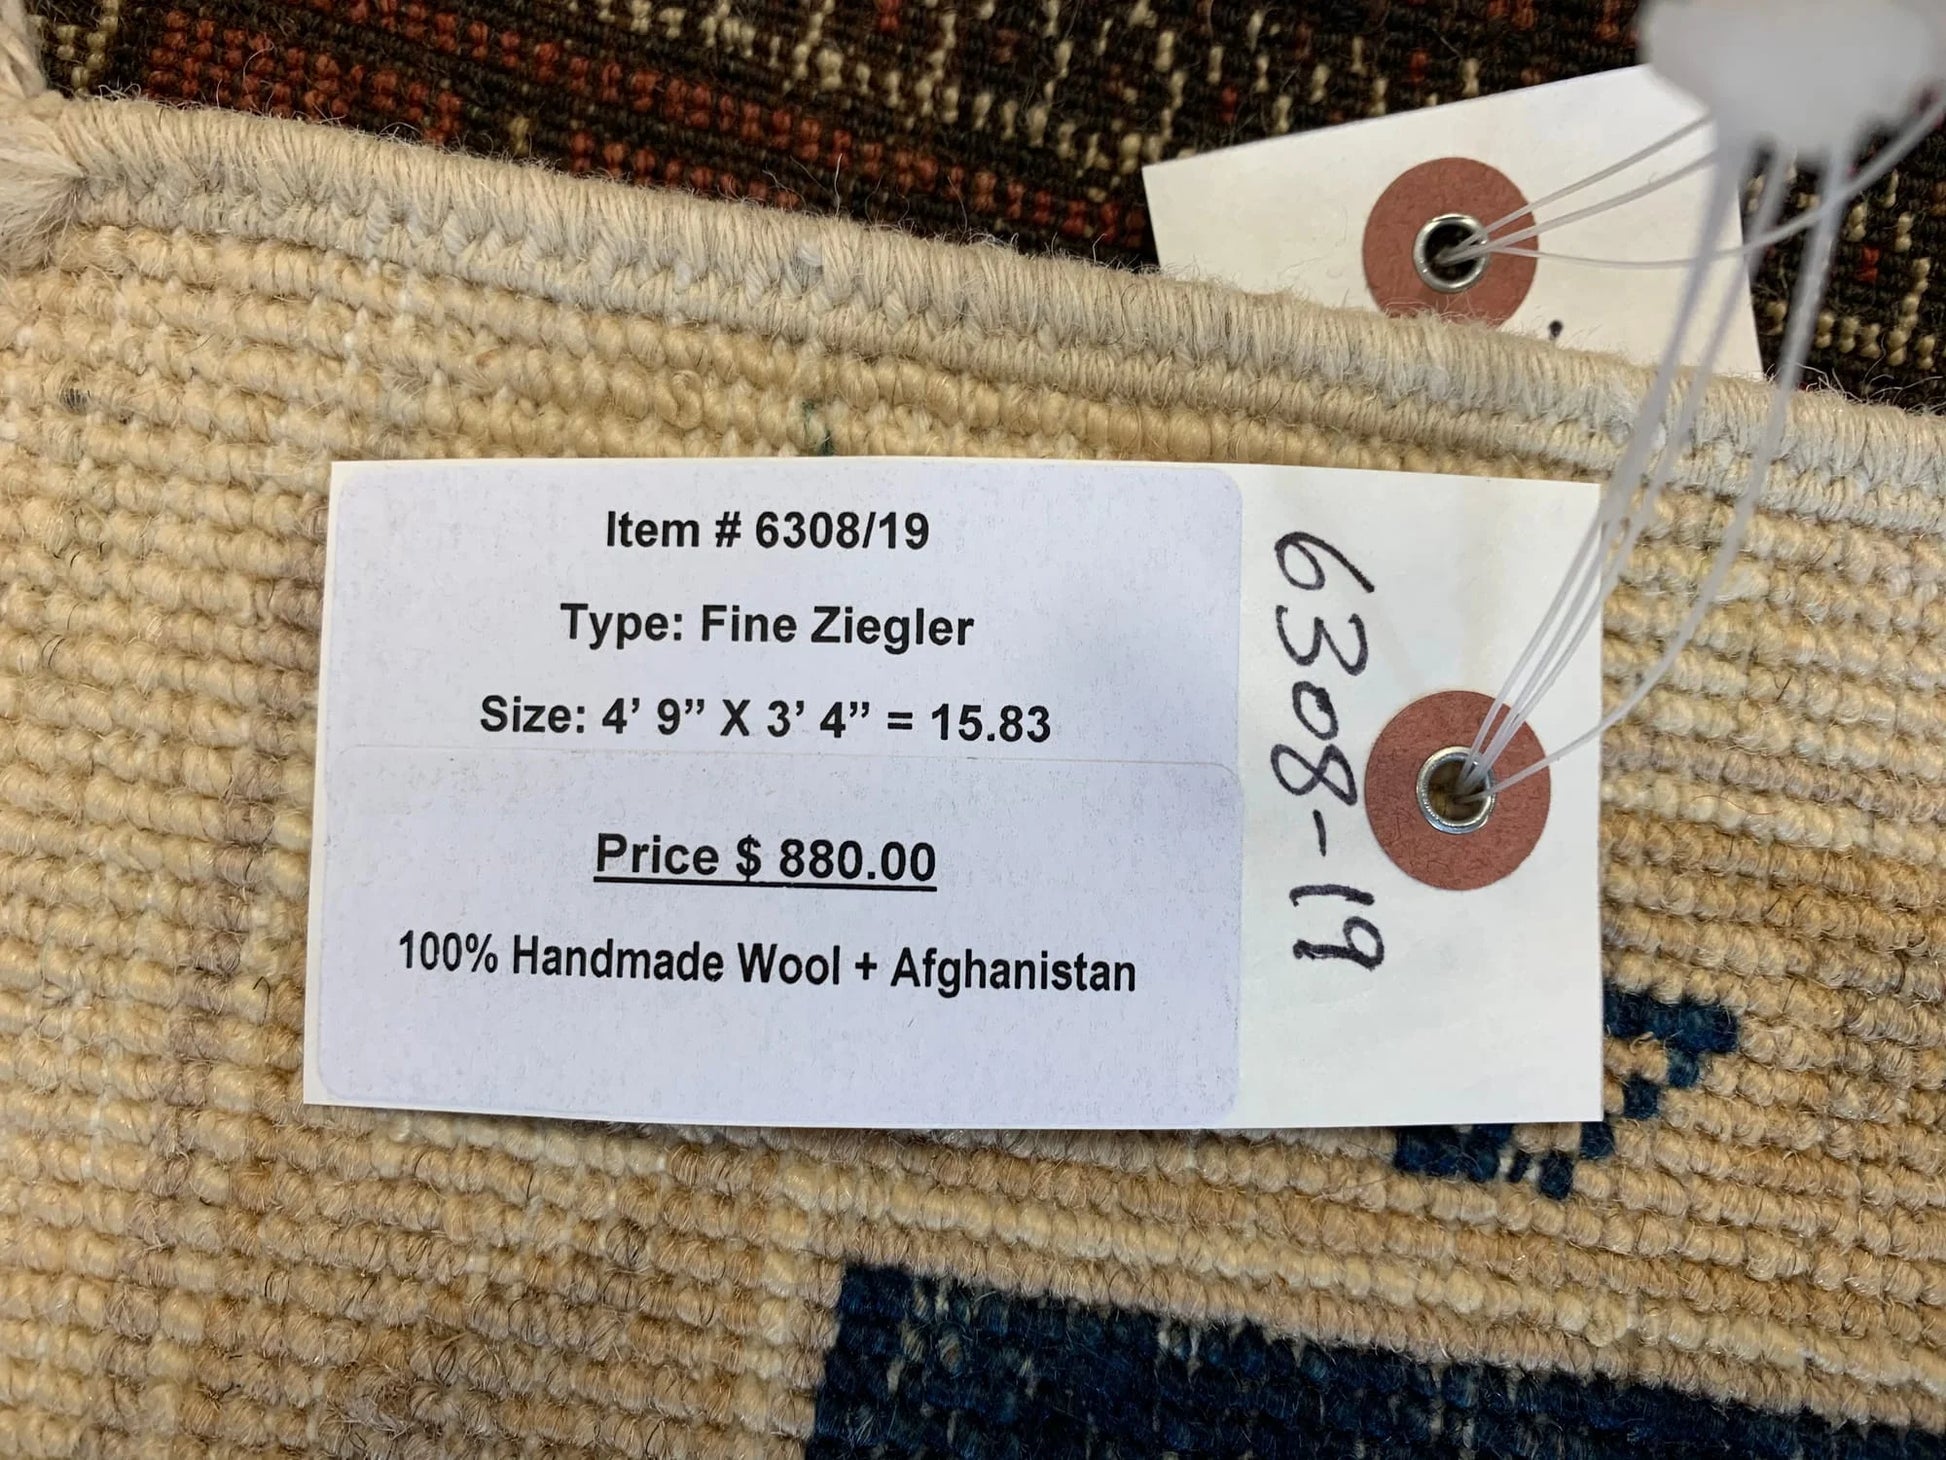 Item # 6308/19
Type: Fine Ziegler
Size: 4’ 9” X 3’ 4” = 15.83
Price $ 880.00
100% Handmade Wool + Afghanistan
6308-19